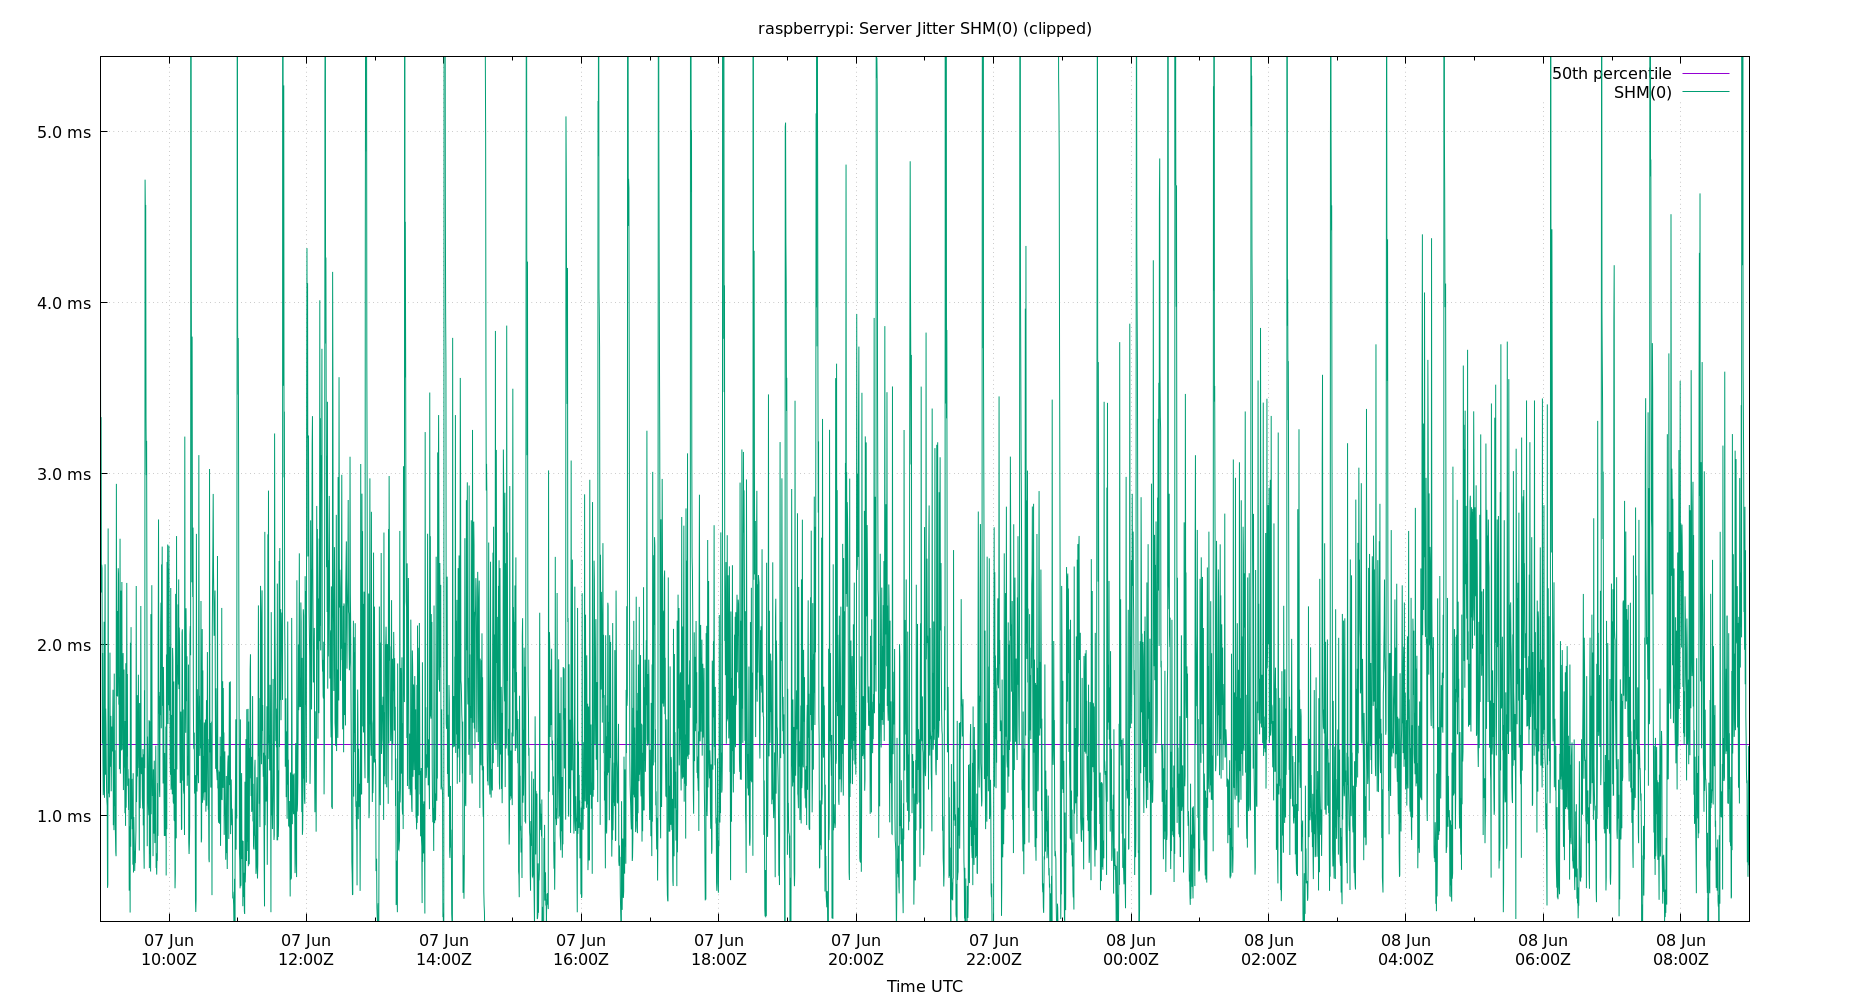 raspberrypi: Server Jitter SHM(0) (clipped)
50th percentile
SHM(0)
5.0 ms
4.0 ms
3.0 ms
2.0 ms
1.0 ms
07 Jun 07 Jun 07 Jun 07 Jun 07 Jun 07 Jun 07 Jun 08 Jun 08 Jun 08 Jun 08 Jun 08 Jun
10:00Z 12:00Z 14:00Z 16:00Z 18:00Z 20:00Z 22:00Z 00:00Z 02:00Z 04:00Z 06:00Z 08:00Z
Time UTC